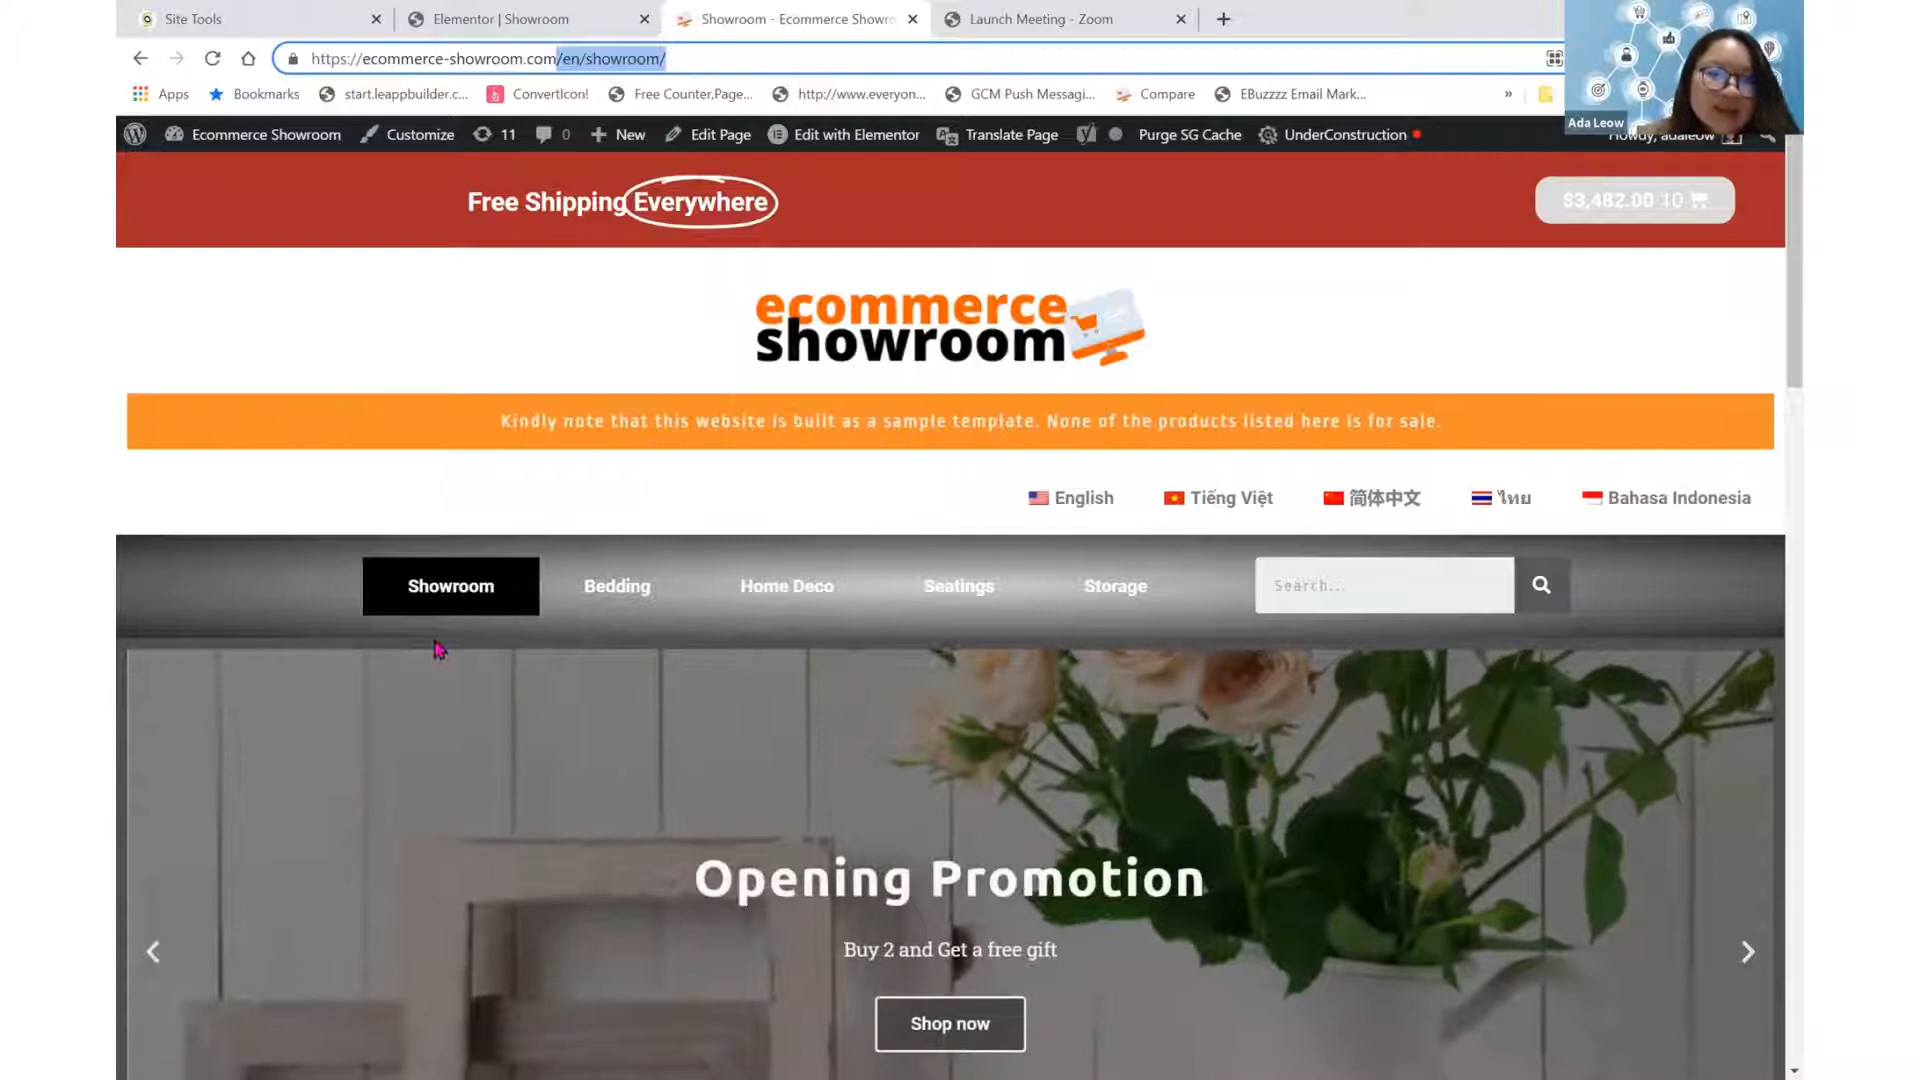 Site Tools
Elementor | Showroom
Showroom - Ecommerce Showro
Launch Meeting - Zoom
https://ecommerce-showroom.com/en/showroom/
Apps
Bookmarks
start.leappbuilder.c...
ConvertIcon!
Free Counter,Page...
http://www.everyon...
GCM Push Messagi...
Compare
EBuzzzz Email Mark...
»
Ada Leow
Ecommerce Showroom
Customize
11
0
New
Edit Page
Edit with Elementor
Translate Page
Purge SG Cache
UnderConstruction
Howdy, adaleow
Free Shipping Everywhere
$3,482.00 10
ecommerce
showroom
Kindly note that this website is built as a sample template. None of the products listed here is for sale.
English
Tiếng Việt
简体中文
ไทย
Bahasa Indonesia
Showroom
Bedding
Home Deco
Seatings
Storage
Search...
Opening Promotion
Buy 2 and Get a free gift
Shop now